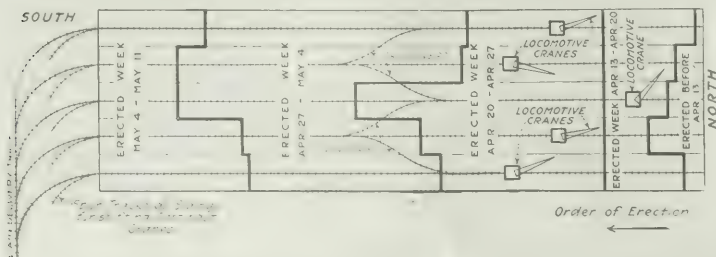 SOUTH
ERECTED WEEK
MAY 4 - MAY 11
ERECTED WEEK
APR 27 - MAY 4
ERECTED WEEK
APR 20 - APR 27
LOCOMOTIVE
CRANES
LOCOMOTIVE
CRANES
ERECTED WEEK APR 13 - APR 20
LOCOMOTIVE
CRANE
ERECTED BEFORE
APR 13
NORTH
Order of Erection